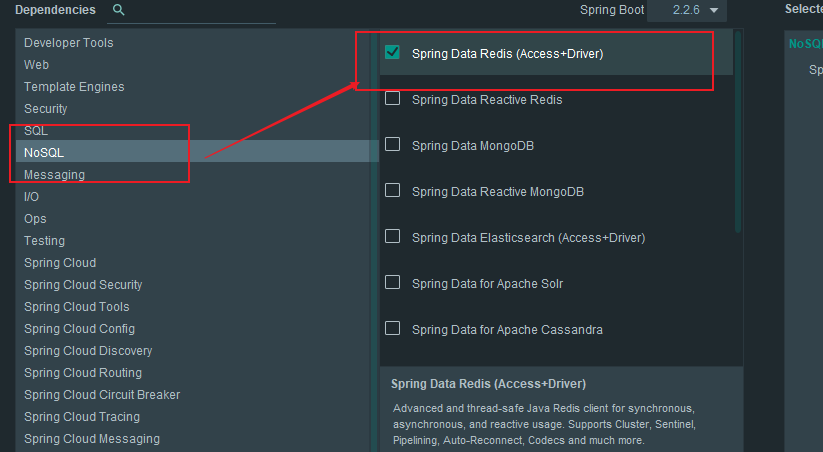 Dependencies
Spring Boot 2.2.6
Selecte
Developer Tools
Web
Template Engines
Security
SQL
NoSQL
Messaging
I/O
Ops
Testing
Spring Cloud
Spring Cloud Security
Spring Cloud Tools
Spring Cloud Config
Spring Cloud Discovery
Spring Cloud Routing
Spring Cloud Circuit Breaker
Spring Cloud Tracing
Spring Cloud Messaging
Spring Data Redis (Access+Driver)
Spring Data Reactive Redis
Spring Data MongoDB
Spring Data Reactive MongoDB
Spring Data Elasticsearch (Access+Driver)
Spring Data for Apache Solr
Spring Data for Apache Cassandra
Spring Data Redis (Access+Driver)
Advanced and thread-safe Java Redis client for synchronous,
asynchronous, and reactive usage. Supports Cluster, Sentinel,
Pipelining, Auto-Reconnect, Codecs and much more.
NoSQL
Sp